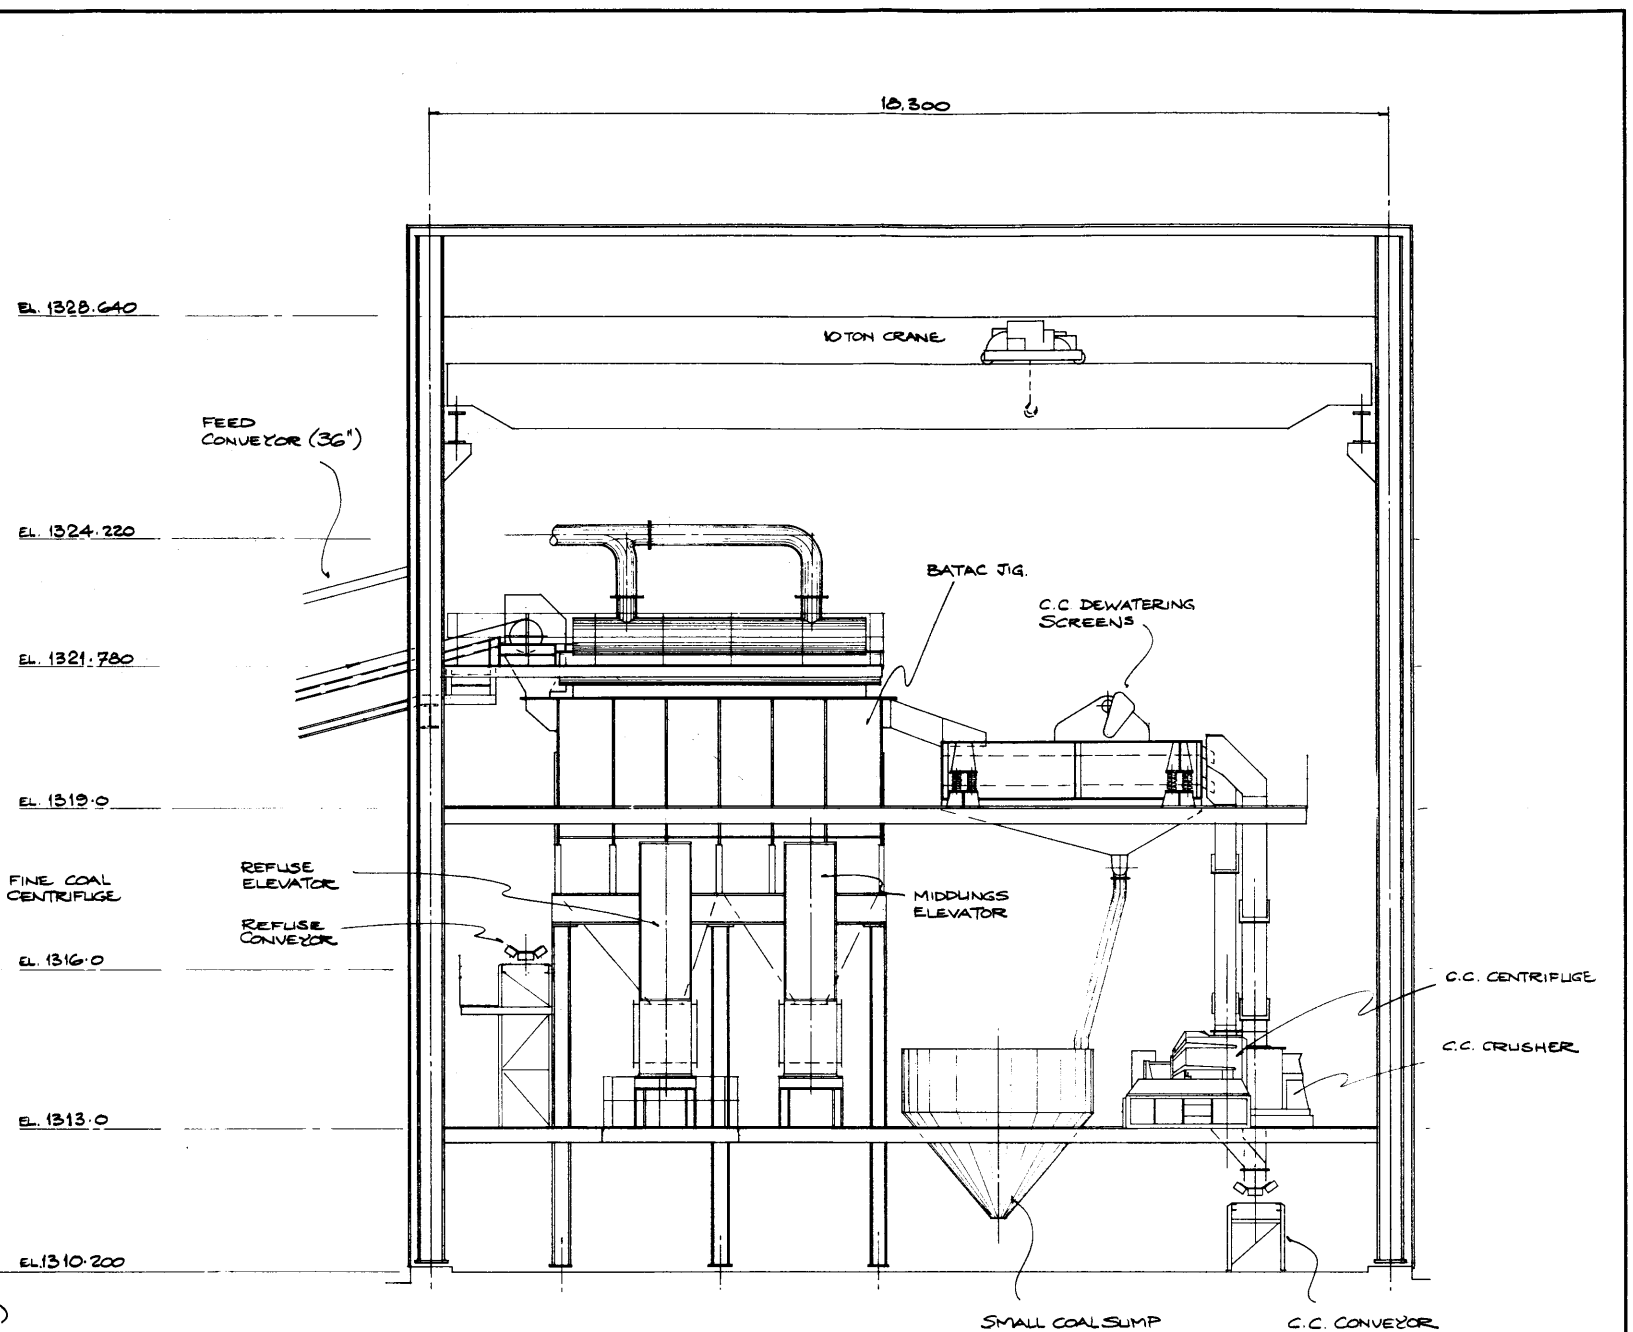 18.300
EL. 1328.640
10 TON CRANE
FEED
CONVEYOR (36")
EL. 1324.220
BATAC JIG.
C.C. DEWATERING
SCREENS
EL. 1321.780
EL. 1319.0
FINE COAL
CENTRIFUGE
REFUSE
ELEVATOR
MIDDLINGS
ELEVATOR
REFUSE
CONVEYOR
EL. 1316.0
C.C. CENTRIFUGE
C.C. CRUSHER
EL. 1313.0
EL. 1310.200
)
SMALL COAL SUMP
C.C. CONVEYOR